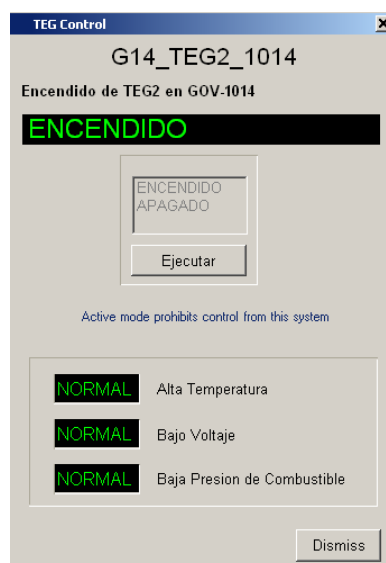 TEG Control
G14_TEG2_1014
Encendido de TEG2 en GOV-1014
ENCENDIDO
ENCENDIDO
APAGADO
Ejecutar
Active mode prohibits control from this system
NORMAL Alta Temperatura
NORMAL Bajo Voltaje
NORMAL Baja Presion de Combustible
Dismiss